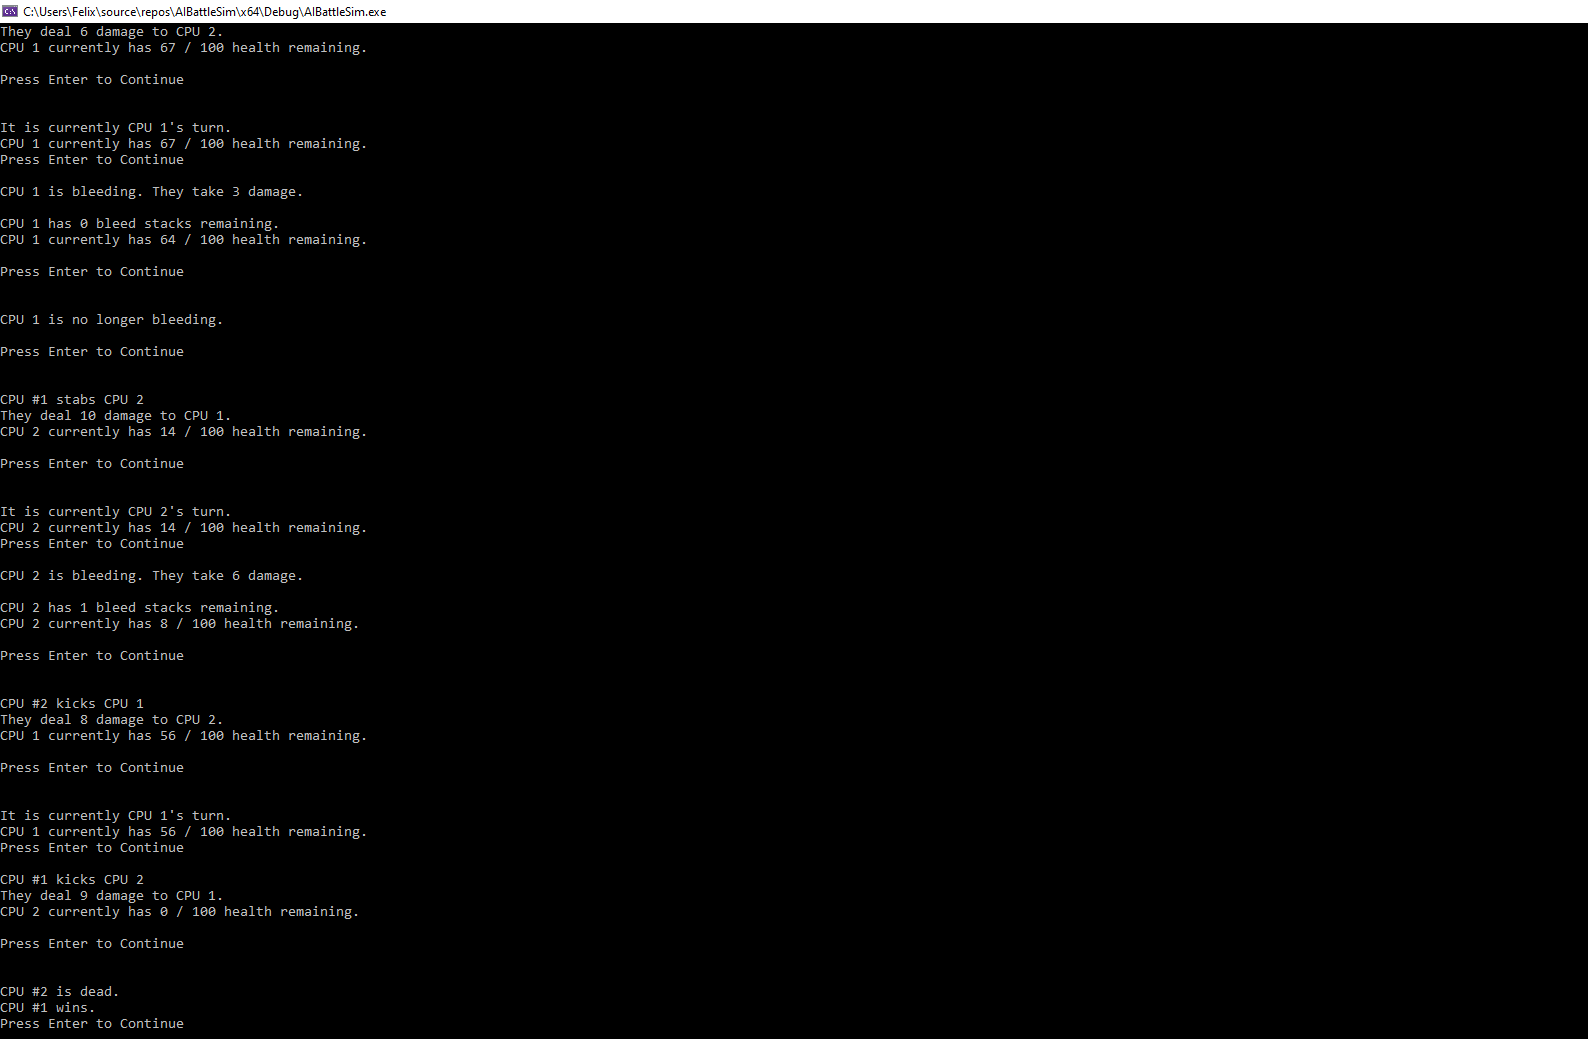 C:\Users\Felix\source\repos\AIBattleSim\x64\Debug\AIBattleSim.exe
They deal 6 damage to CPU 2.
CPU 1 currently has 67 / 100 health remaining.
Press Enter to Continue
It is currently CPU 1's turn.
CPU 1 currently has 67 / 100 health remaining.
Press Enter to Continue
CPU 1 is bleeding. They take 3 damage.
CPU 1 has 0 bleed stacks remaining.
CPU 1 currently has 64 / 100 health remaining.
Press Enter to Continue
CPU 1 is no longer bleeding.
Press Enter to Continue
CPU #1 stabs CPU 2
They deal 10 damage to CPU 1.
CPU 2 currently has 14 / 100 health remaining.
Press Enter to Continue
It is currently CPU 2's turn.
CPU 2 currently has 14 / 100 health remaining.
Press Enter to Continue
CPU 2 is bleeding. They take 6 damage.
CPU 2 has 1 bleed stacks remaining.
CPU 2 currently has 8 / 100 health remaining.
Press Enter to Continue
CPU #2 kicks CPU 1
They deal 8 damage to CPU 2.
CPU 1 currently has 56 / 100 health remaining.
Press Enter to Continue
It is currently CPU 1's turn.
CPU 1 currently has 56 / 100 health remaining.
Press Enter to Continue
CPU #1 kicks CPU 2
They deal 9 damage to CPU 1.
CPU 2 currently has 0 / 100 health remaining.
Press Enter to Continue
CPU #2 is dead.
CPU #1 wins.
Press Enter to Continue